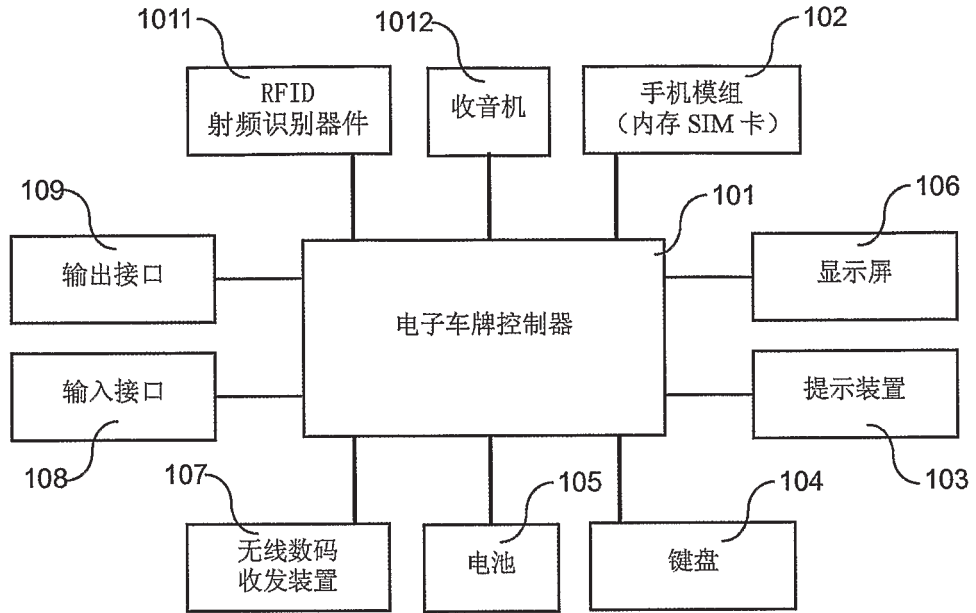 1011
1012
102
RFID
射频识别器件
收音机
手机模组
（内存 SIM 卡）
109
101
106
输出接口
电子车牌控制器
显示屏
输入接口
提示装置
108
107
105
104
103
无线数码
收发装置
电池
键盘